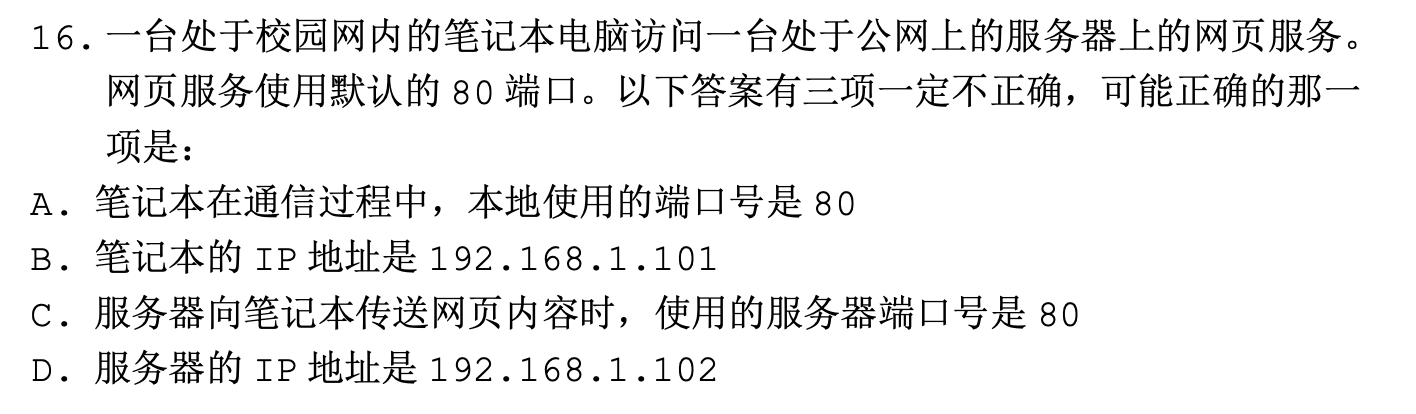 16. 一台处于校园网内的笔记本电脑访问一台处于公网上的服务器上的网页服务。
网页服务使用默认的 80 端口。以下答案有三项一定不正确，可能正确的那一
项是：
A. 笔记本在通信过程中，本地使用的端口号是 80
B. 笔记本的 IP 地址是 192.168.1.101
C. 服务器向笔记本传送网页内容时，使用的服务器端口号是 80
D. 服务器的 IP 地址是 192.168.1.102